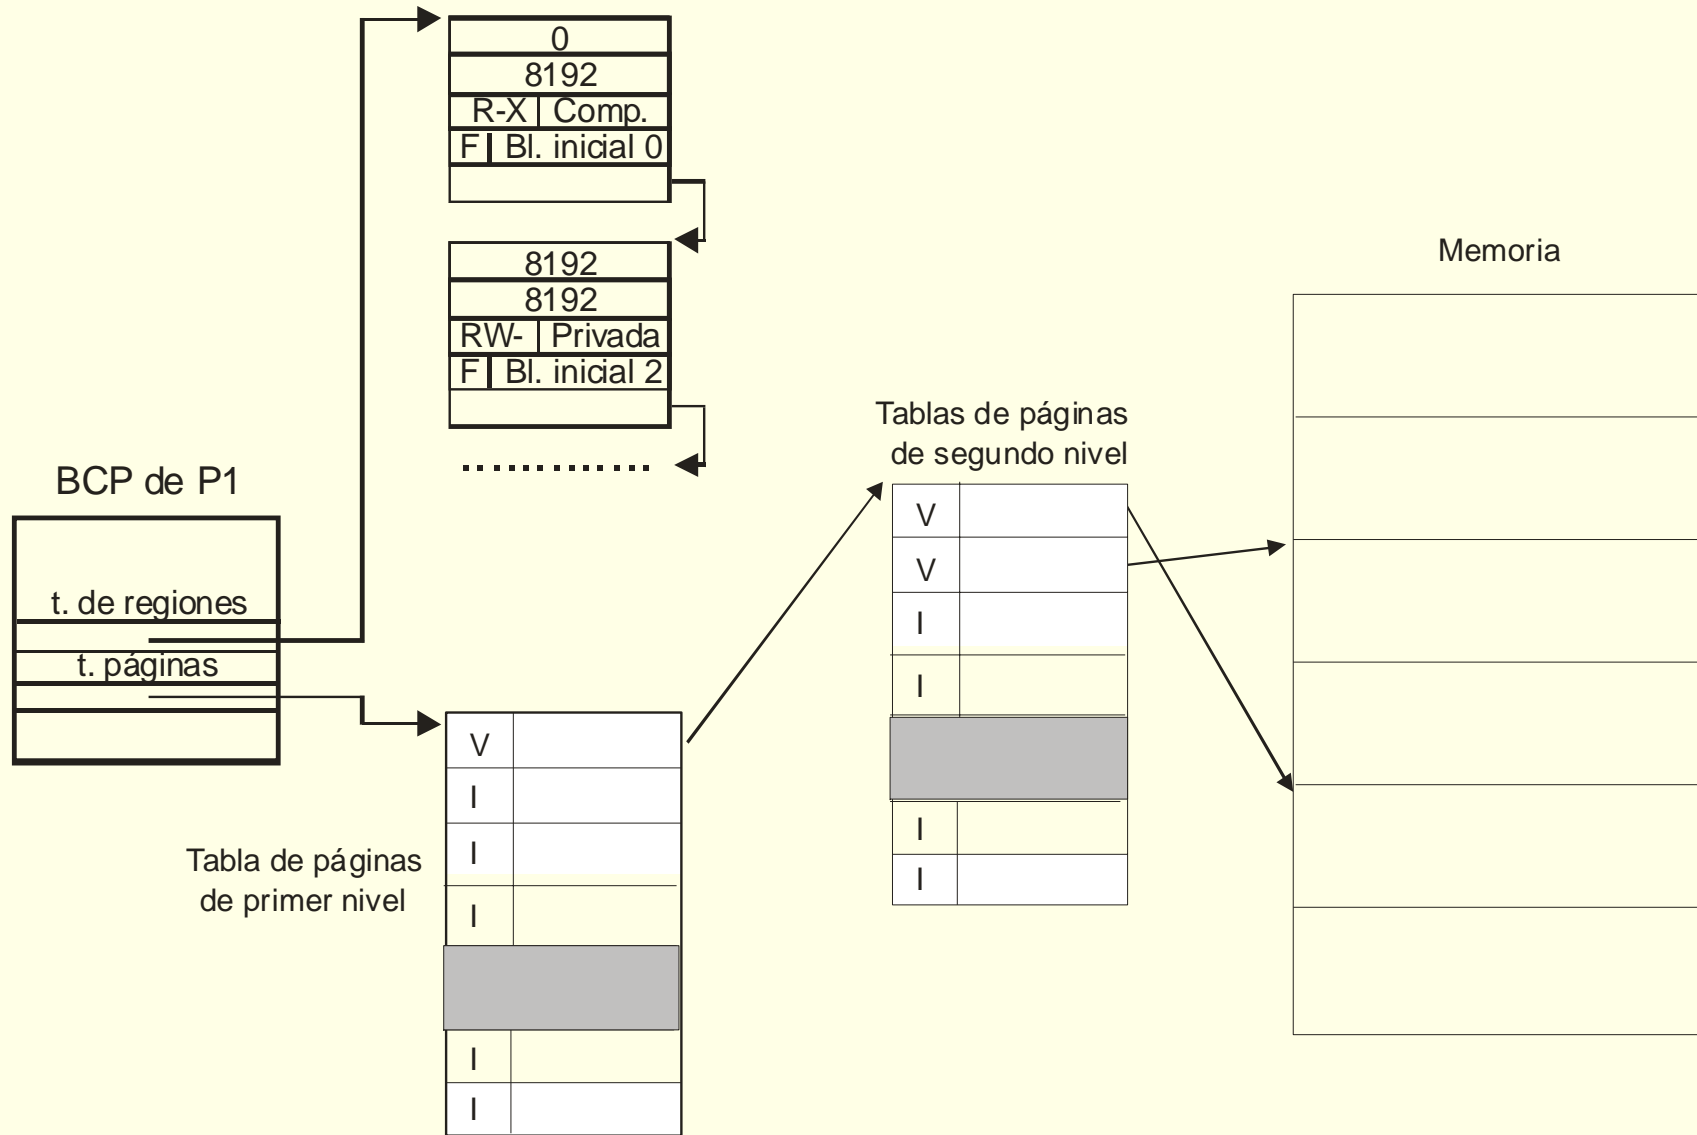 0
8192
R-X Comp.
F Bl. inicial 0
8192
8192
RW- Privada
F Bl. inicial 2
.............
BCP de P1
t. de regiones
t. páginas
Tabla de páginas
de primer nivel
V
I
I
I
I
I
Tablas de páginas
de segundo nivel
V
V
I
I
I
I
Memoria